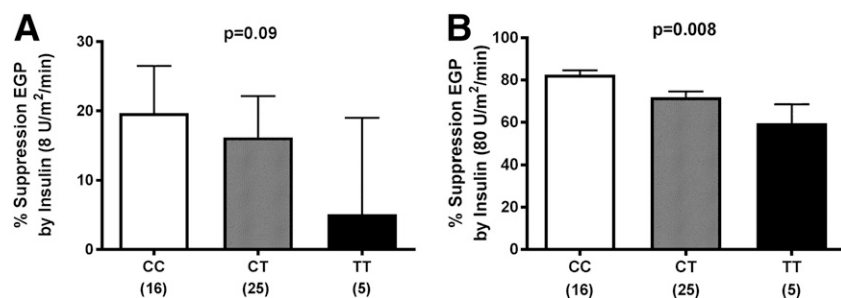 A
p=0.09
% Suppression EGP
by Insulin (8 U/m²/min)
30
20
10
0
CC
CT
TT
(16)
(25)
(5)
B
p=0.008
% Suppression EGP
by Insulin (80 U/m²/min)
100
80
60
40
20
0
CC
CT
TT
(16)
(25)
(5)